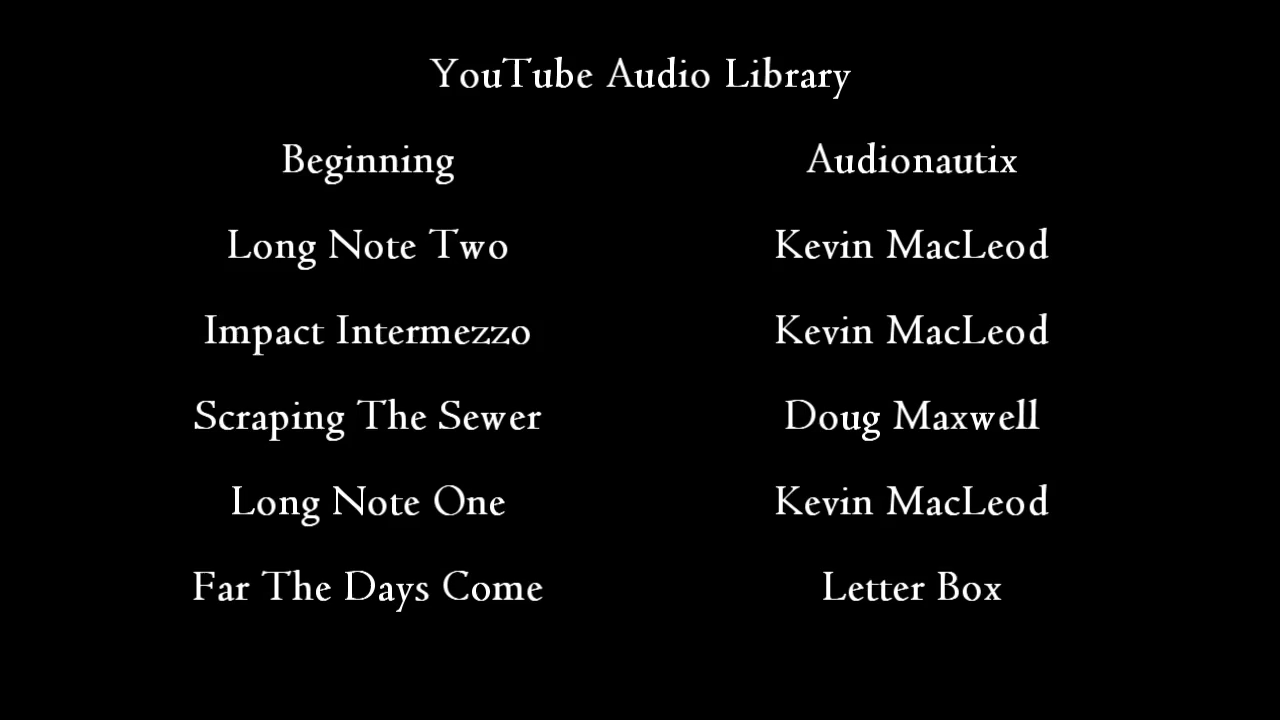 YouTube Audio Library
Beginning Audionautix
Long Note Two Kevin MacLeod
Impact Intermezzo Kevin MacLeod
Scraping The Sewer Doug Maxwell
Long Note One Kevin MacLeod
Far The Days Come Letter Box